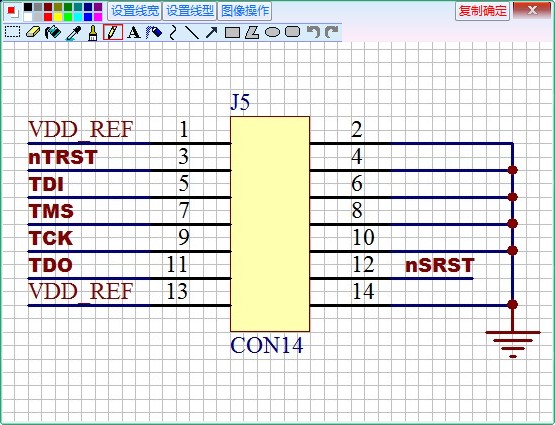 设置线宽 设置线型 图像操作 复制确定
A
J5
VDD_REF 1 2
nTRST 3 4
TDI 5 6
TMS 7 8
TCK 9 10
TDO 11 12 nSRST
VDD_REF 13 14
CON14